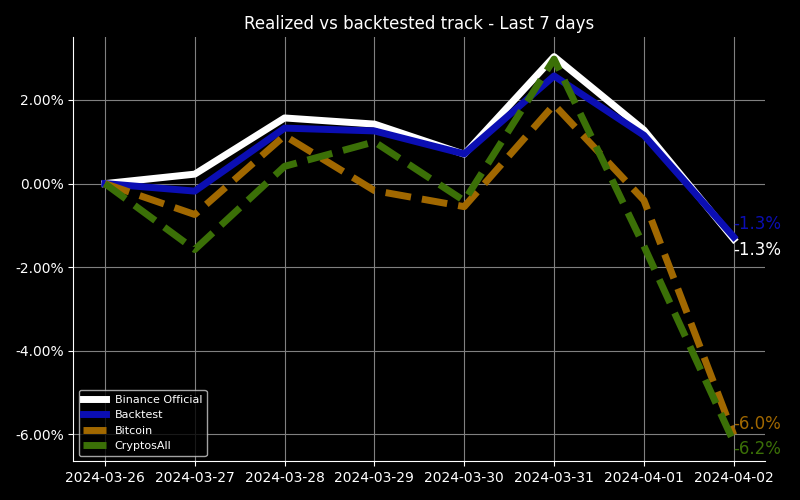 Realized vs backtested track - Last 7 days
2.00%
0.00%
-2.00%
-4.00%
-6.00%
-1.3%
-1.3%
-6.0%
-6.2%
Binance Official
Backtest
Bitcoin
CryptosAll
2024-03-26 2024-03-27 2024-03-28 2024-03-29 2024-03-30 2024-03-31 2024-04-01 2024-04-02